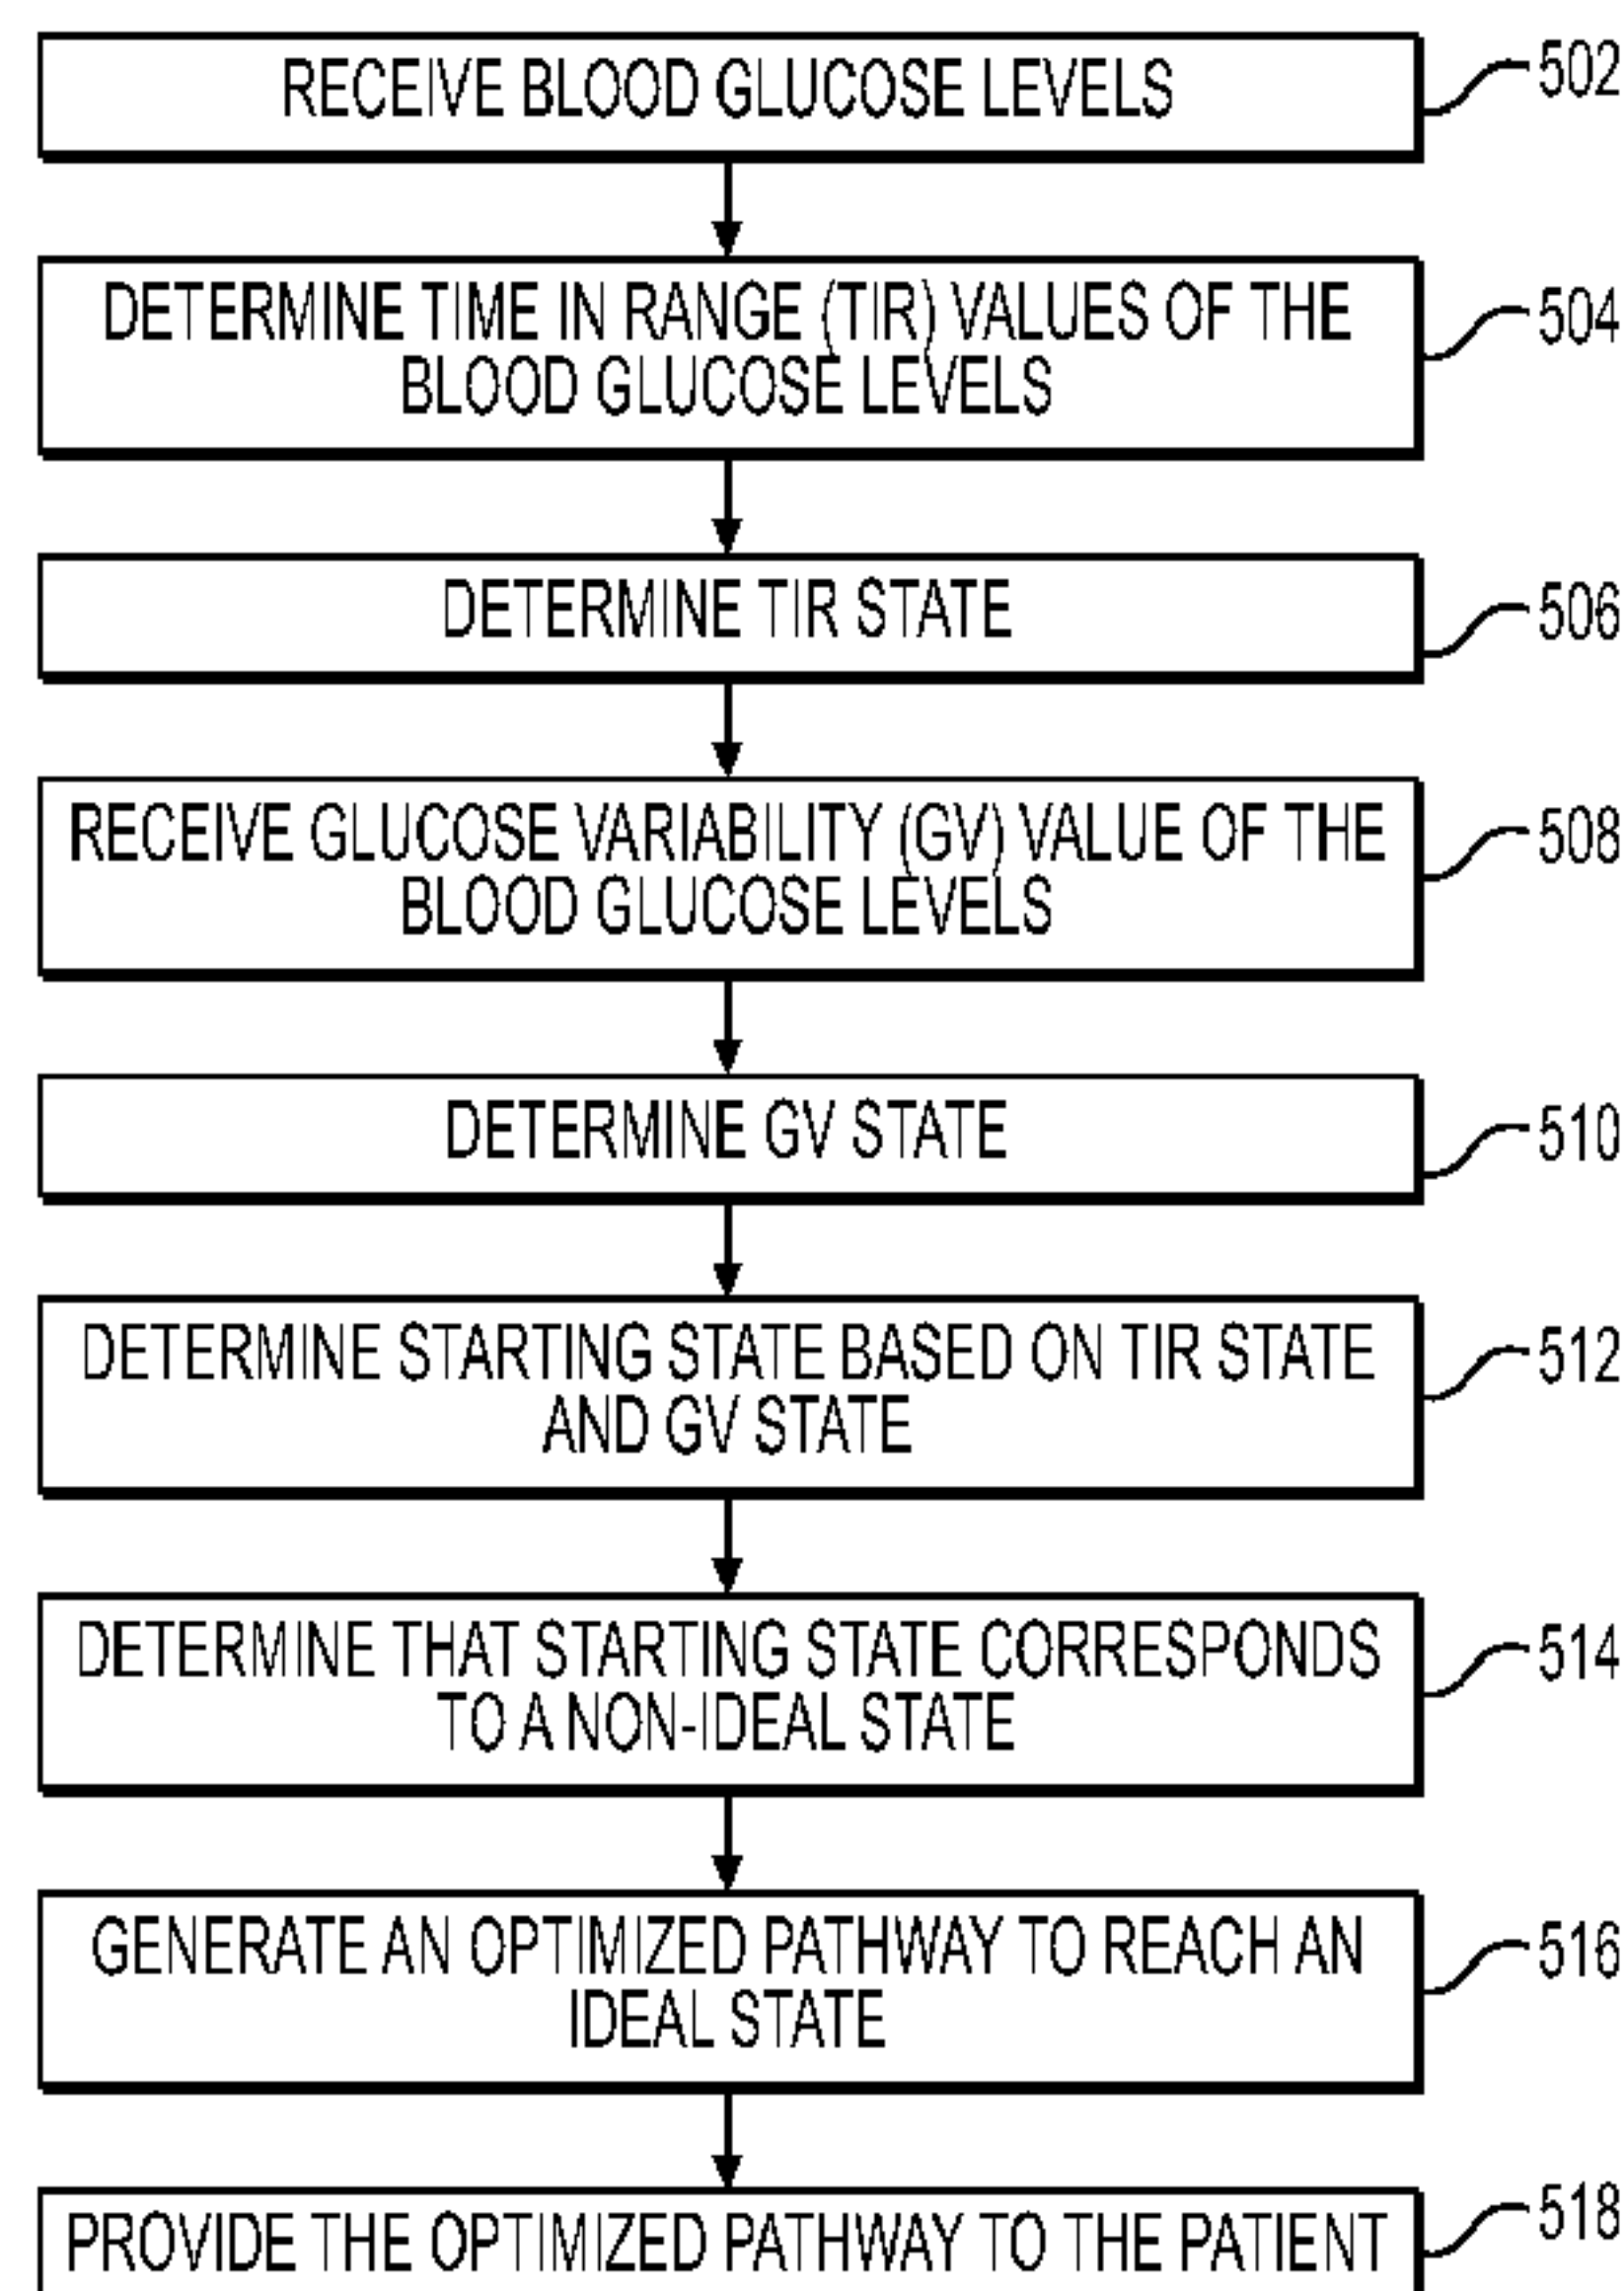 RECEIVE BLOOD GLUCOSE LEVELS
502
DETERMINE TIME IN RANGE (TIR) VALUES OF THE
BLOOD GLUCOSE LEVELS
504
DETERMINE TIR STATE
506
RECEIVE GLUCOSE VARIABILITY (GV) VALUE OF THE
BLOOD GLUCOSE LEVELS
508
DETERMINE GV STATE
510
DETERMINE STARTING STATE BASED ON TIR STATE
AND GV STATE
512
DETERMINE THAT STARTING STATE CORRESPONDS
TO A NON-IDEAL STATE
514
GENERATE AN OPTIMIZED PATHWAY TO REACH AN
IDEAL STATE
516
PROVIDE THE OPTIMIZED PATHWAY TO THE PATIENT
518